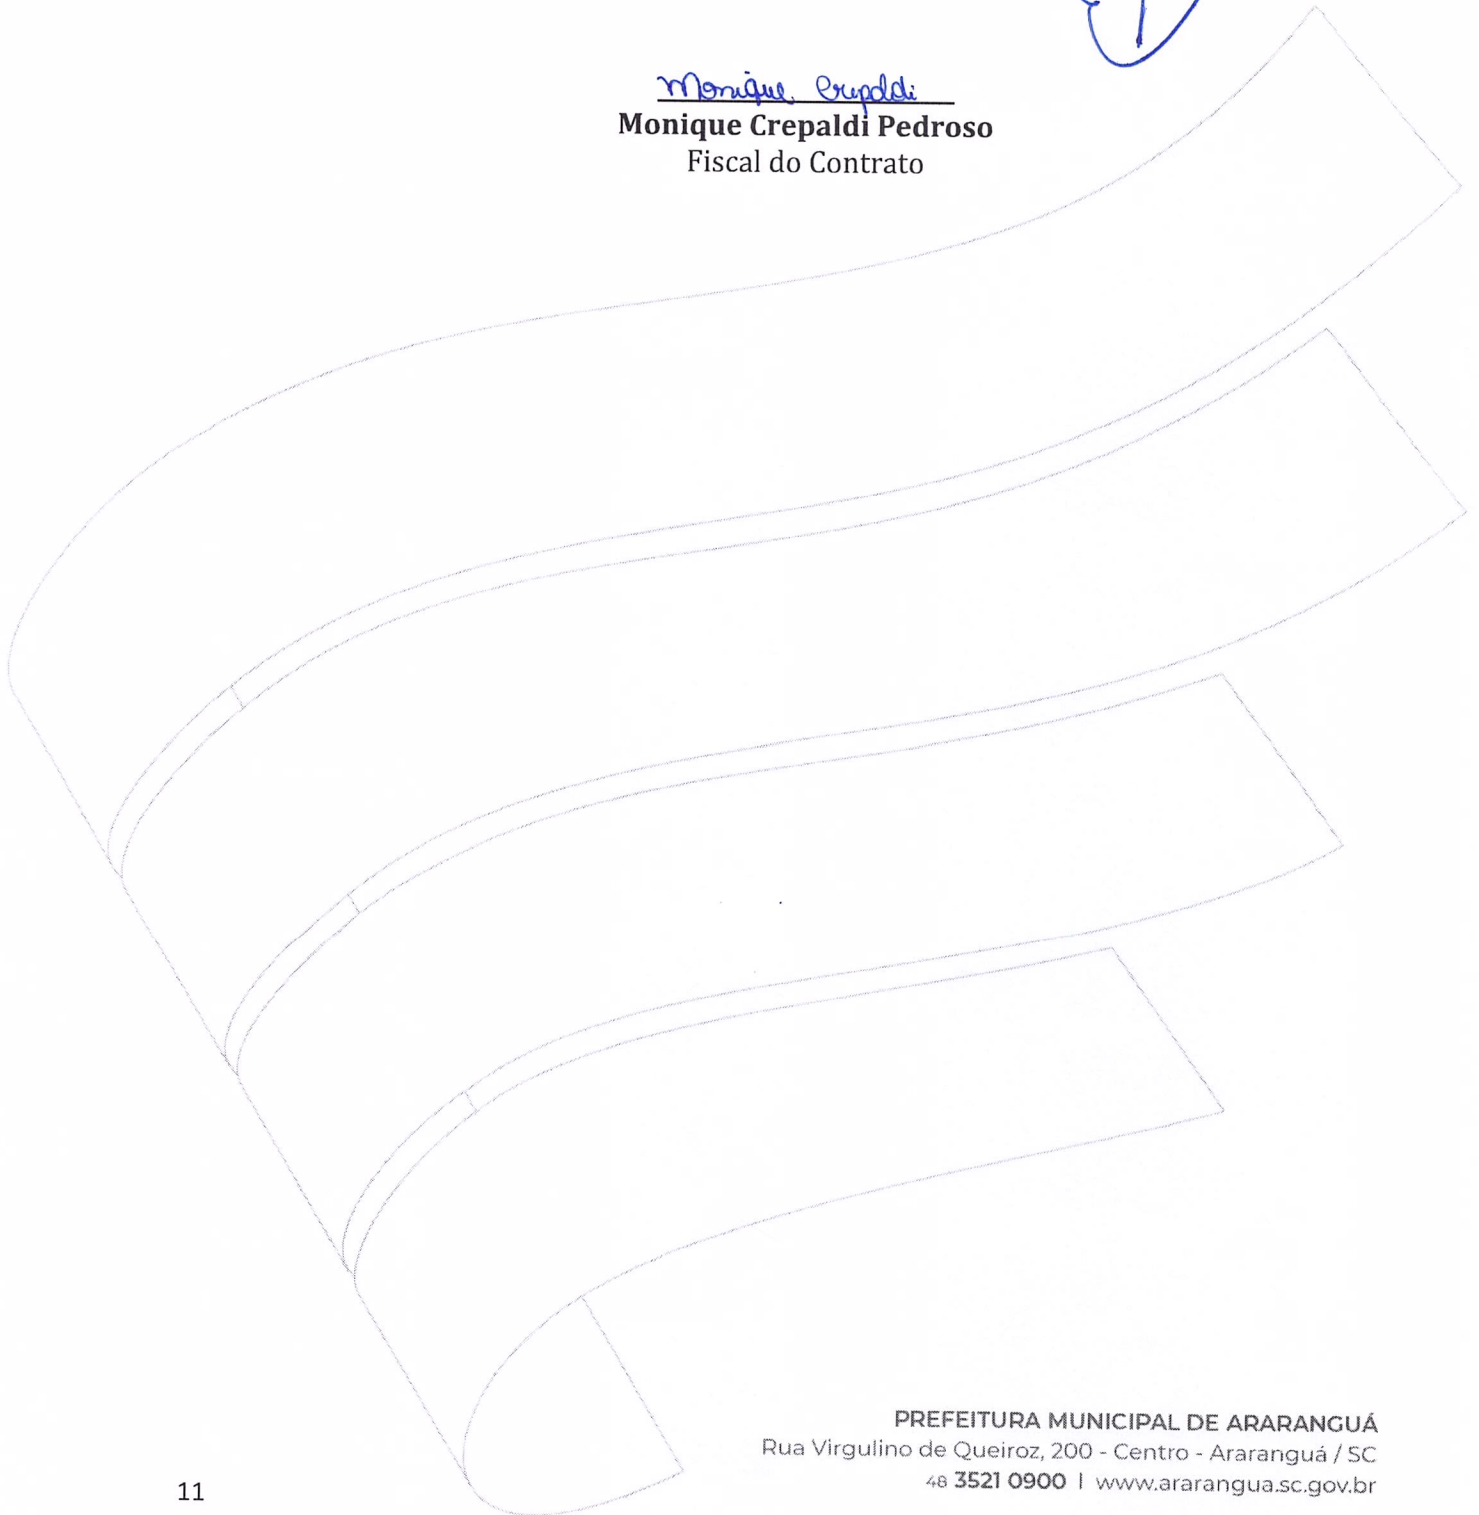 Monique Crepaldi
Monique Crepaldi Pedroso
Fiscal do Contrato
PREFEITURA MUNICIPAL DE ARARANGUÁ
Rua Virgulino de Queiroz, 200 - Centro - Araranguá / SC
48 3521 0900 | www.ararangua.sc.gov.br
11